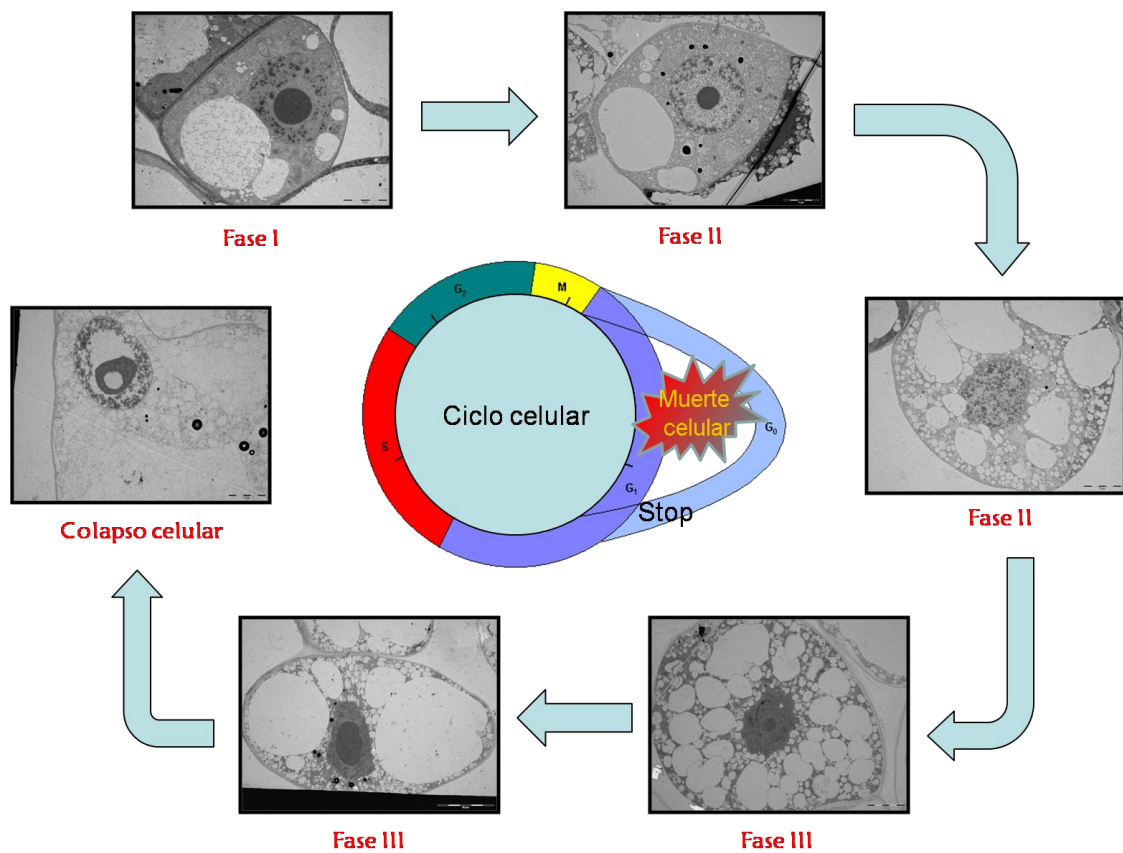 Fase I
Fase II
G₂
M
Colapso celular
S
Ciclo celular
Muerte
celular
G₀
G₁
Stop
Fase II
Fase III
Fase III